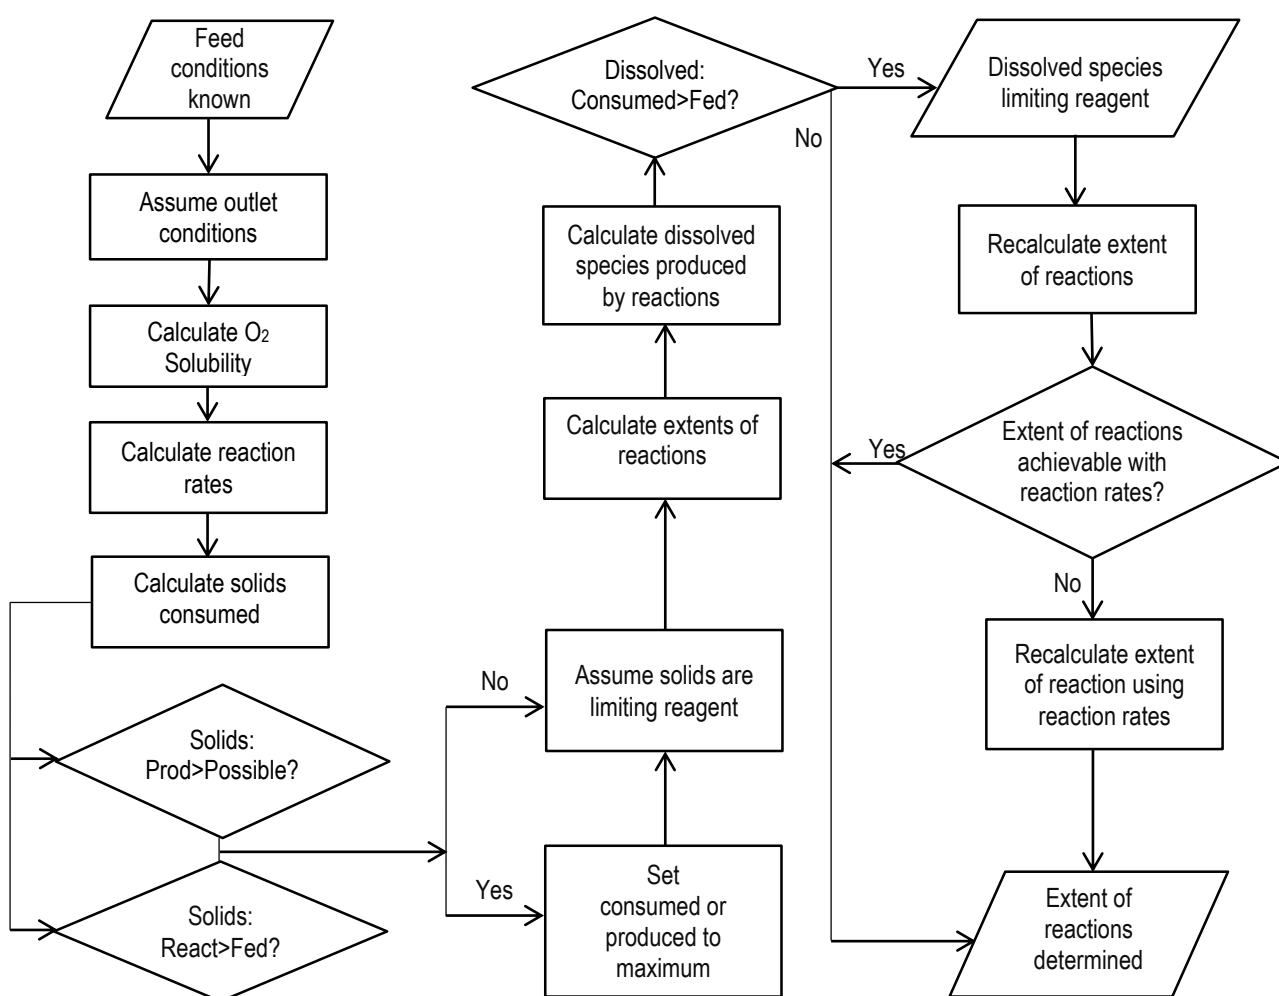 Feed
conditions
known
Assume outlet
conditions
Calculate O₂
Solubility
Calculate reaction
rates
Calculate solids
consumed
Solids:
Prod>Possible?
Solids:
React>Fed?
No
Yes
Set
consumed or
produced to
maximum
Assume solids are
limiting reagent
Calculate extents of
reactions
Calculate dissolved
species produced
by reactions
Dissolved:
Consumed>Fed?
Yes
No
Dissolved species
limiting reagent
Recalculate extent
of reactions
Extent of reactions
achievable with
reaction rates?
Yes
No
Recalculate extent
of reaction using
reaction rates
Extent of
reactions
determined